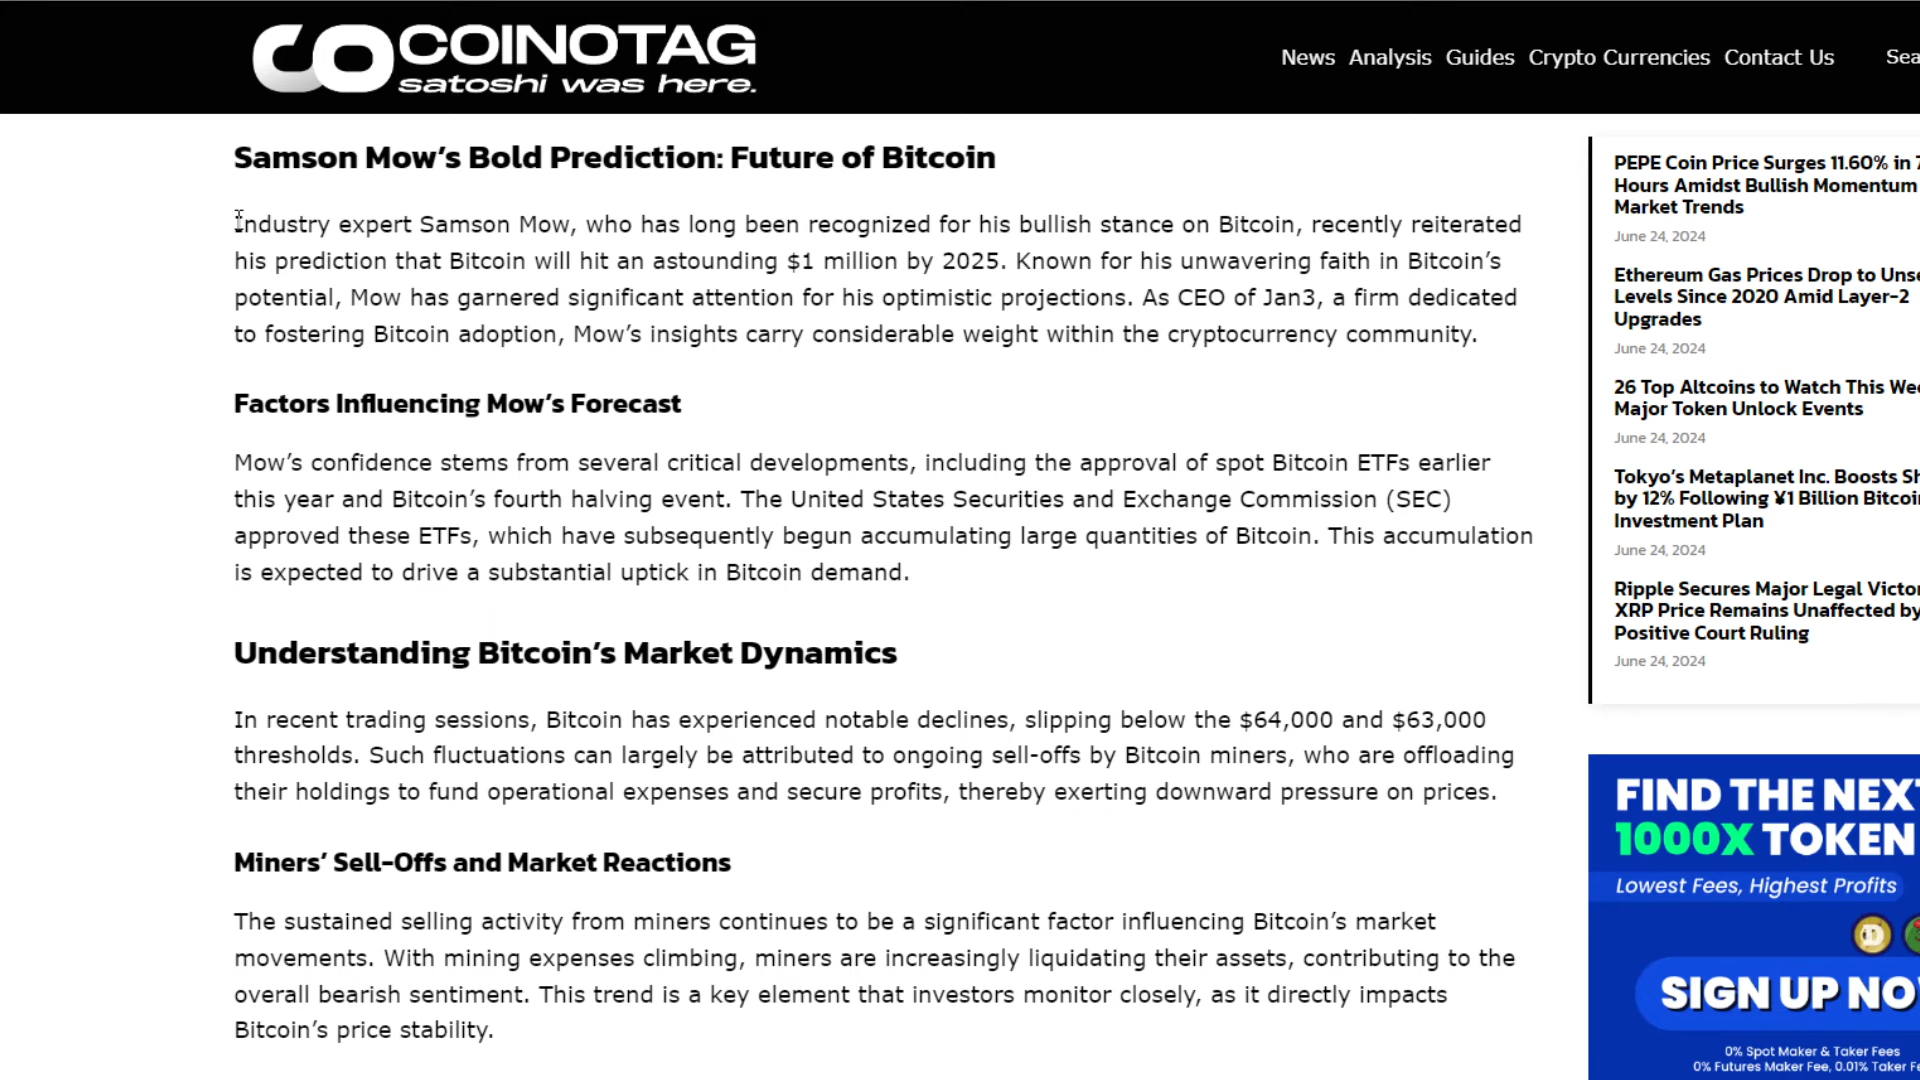 COINOTAG
satoshi was here.
News Analysis Guides Crypto Currencies Contact Us
Samson Mow’s Bold Prediction: Future of Bitcoin
Industry expert Samson Mow, who has long been recognized for his bullish stance on Bitcoin, recently reiterated
his prediction that Bitcoin will hit an astounding $1 million by 2025. Known for his unwavering faith in Bitcoin’s
potential, Mow has garnered significant attention for his optimistic projections. As CEO of Jan3, a firm dedicated
to fostering Bitcoin adoption, Mow’s insights carry considerable weight within the cryptocurrency community.
Factors Influencing Mow’s Forecast
Mow’s confidence stems from several critical developments, including the approval of spot Bitcoin ETFs earlier
this year and Bitcoin’s fourth halving event. The United States Securities and Exchange Commission (SEC)
approved these ETFs, which have subsequently begun accumulating large quantities of Bitcoin. This accumulation
is expected to drive a substantial uptick in Bitcoin demand.
Understanding Bitcoin’s Market Dynamics
In recent trading sessions, Bitcoin has experienced notable declines, slipping below the $64,000 and $63,000
thresholds. Such fluctuations can largely be attributed to ongoing sell-offs by Bitcoin miners, who are offloading
their holdings to fund operational expenses and secure profits, thereby exerting downward pressure on prices.
Miners’ Sell-Offs and Market Reactions
The sustained selling activity from miners continues to be a significant factor influencing Bitcoin’s market
movements. With mining expenses climbing, miners are increasingly liquidating their assets, contributing to the
overall bearish sentiment. This trend is a key element that investors monitor closely, as it directly impacts
Bitcoin’s price stability.
PEPE Coin Price Surges 11.60% in
Hours Amidst Bullish Momentum
Market Trends
June 24, 2024
Ethereum Gas Prices Drop to
Levels Since 2020 Amid Layer-2
Upgrades
June 24, 2024
26 Top Altcoins to Watch This
Major Token Unlock Events
June 24, 2024
Tokyo’s Metaplanet Inc. Boosts
by 12% Following ¥1 Billion
Investment Plan
June 24, 2024
Ripple Secures Major Legal
XRP Price Remains Unaffected by
Positive Court Ruling
June 24, 2024
FIND THE
1000X TOKEN
Lowest Fees, Highest Profits
SIGN UP
0% Spot Maker & Taker Fees
0% Futures Maker Fee, 0.01% Taker